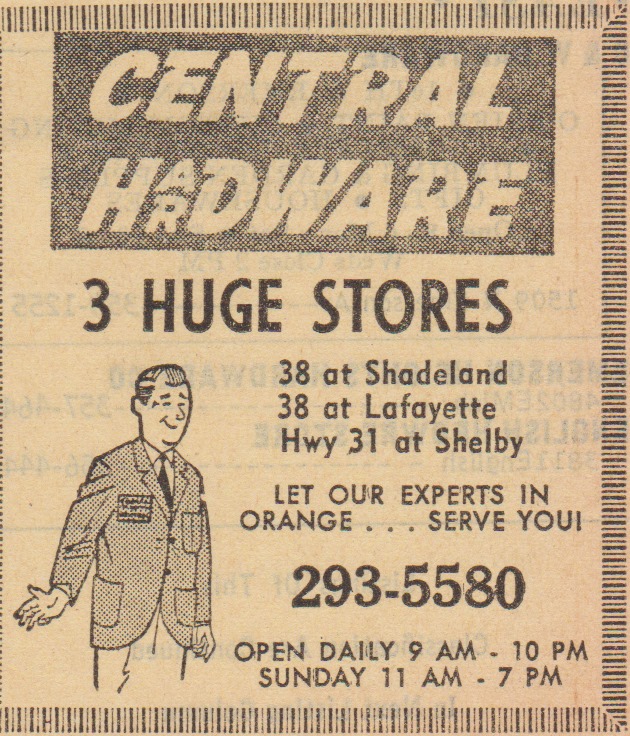 CENTRAL
HARDWARE
3 HUGE STORES
38 at Shadeland
38 at Lafayette
Hwy 31 at Shelby
LET OUR EXPERTS IN
ORANGE . . . SERVE YOU!
293-5580
OPEN DAILY 9 AM - 10 PM
SUNDAY 11 AM - 7 PM